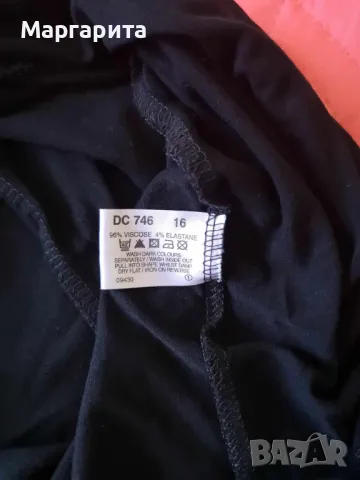 Маргарита
DC 746 16
96% VISCOSE 4% ELASTANE
WASH DARK COLOURS
SEPARATELY / WASH INSIDE OUT
PULL INTO SHAPE WHILST DAMP
DRY FLAT / IRON ON REVERSE
09439
BAZAR